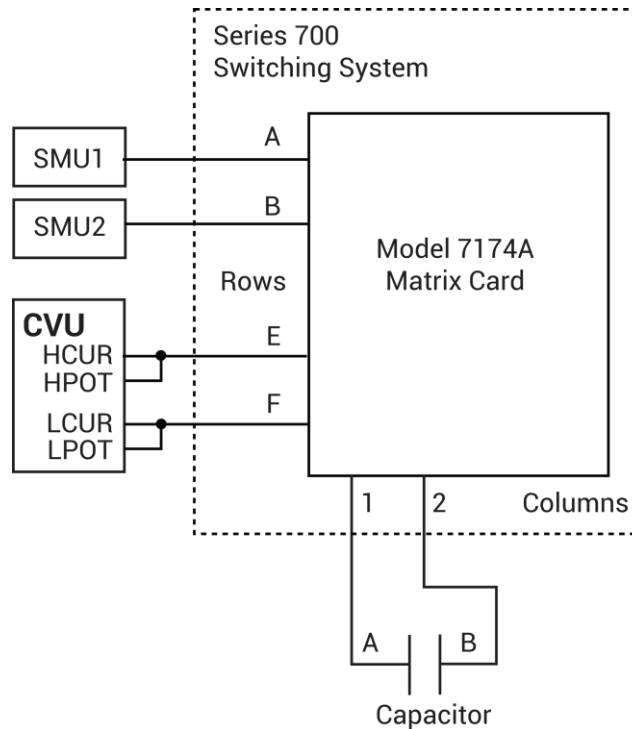 Series 700
Switching System
A
SMU1
B
SMU2
Model 7174A
Matrix Card
Rows
CVU
HCUR
HPOT
E
LCUR
LPOT
F
1
2
Columns
A
B
Capacitor